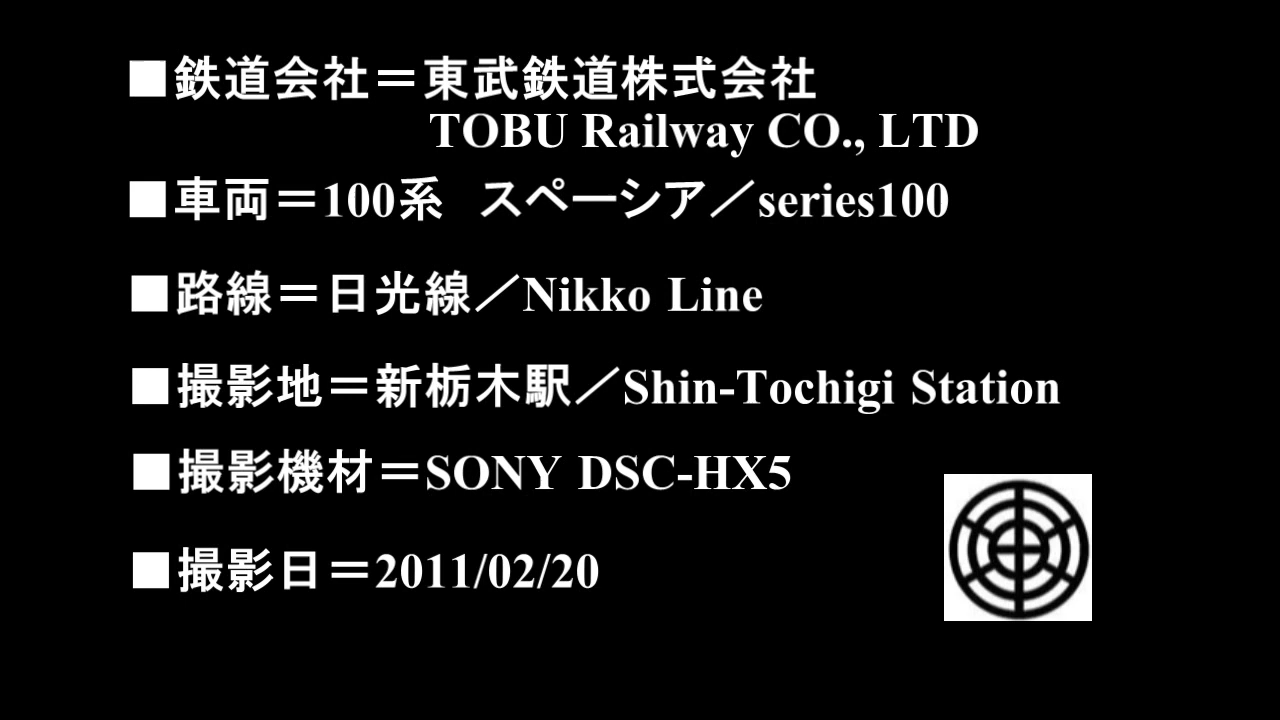 ■鉄道会社＝東武鉄道株式会社
TOBU Railway CO., LTD
■車両＝100系　スペーシア／series100
■路線＝日光線／Nikko Line
■撮影地＝新栃木駅／Shin-Tochigi Station
■撮影機材＝SONY DSC-HX5
■撮影日＝2011/02/20